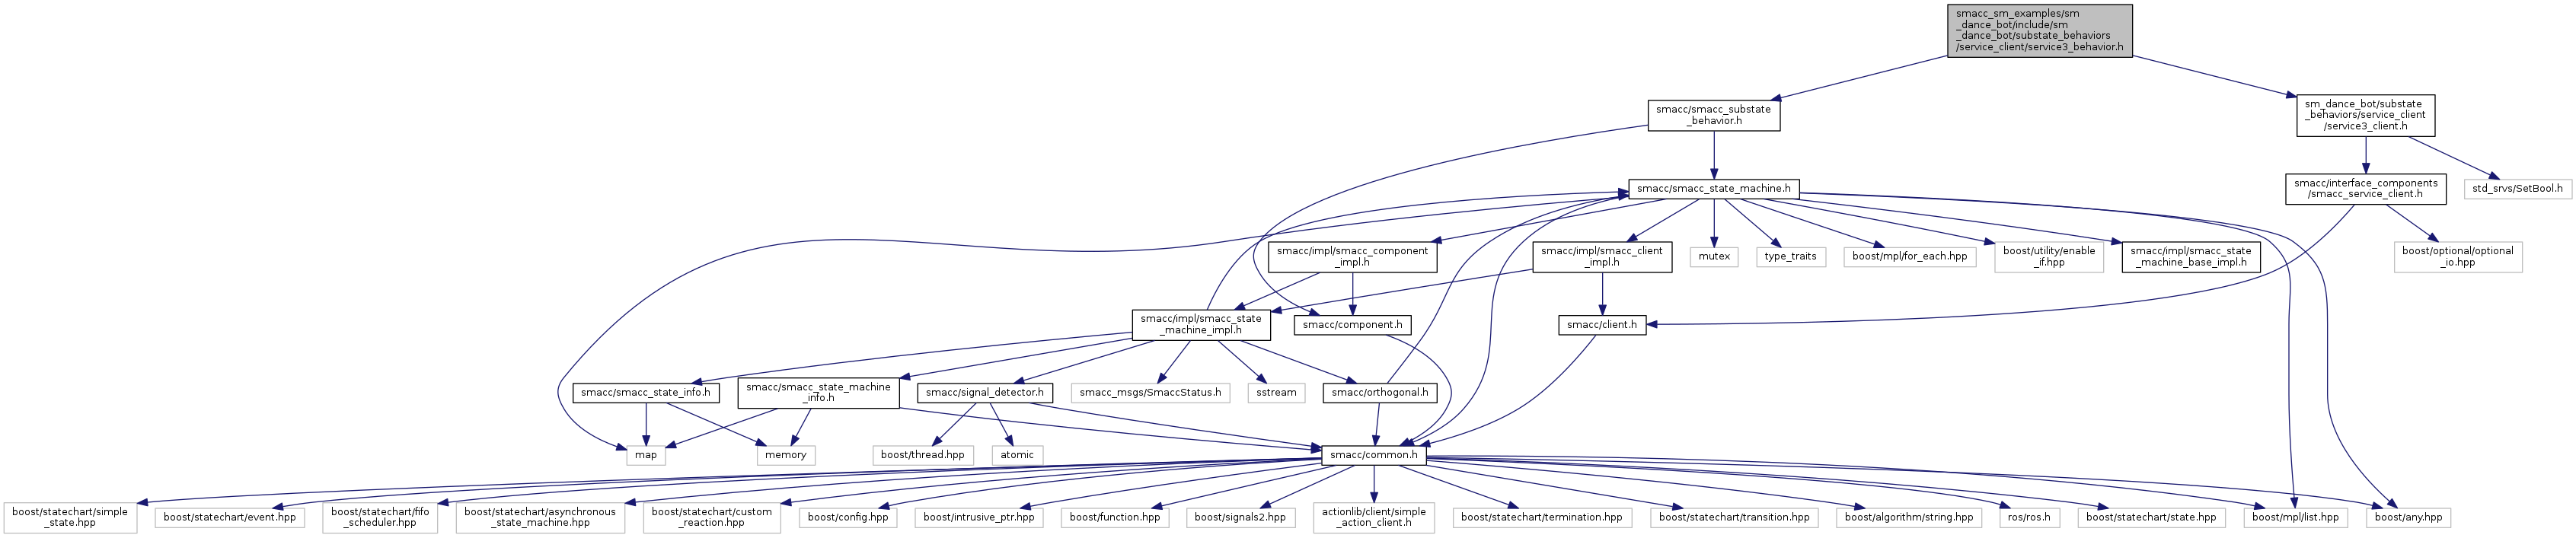 smacc_sm_examples/sm
_dance_bot/include/sm
_dance_bot/substate_behaviors
/service_client/service3_behavior.h
smacc/smacc_substate
_behavior.h
sm_dance_bot/substate
_behaviors/service_client
/service3_client.h
smacc/smacc_state_machine.h
smacc/interface_components
/smacc_service_client.h
std_srvs/SetBool.h
smacc/impl/smacc_component
_impl.h
smacc/impl/smacc_client
_impl.h
mutex
type_traits
boost/mpl/for_each.hpp
boost/utility/enable
_if.hpp
smacc/impl/smacc_state
_machine_base_impl.h
boost/optional/optional
_io.hpp
smacc/impl/smacc_state
_machine_impl.h
smacc/component.h
smacc/client.h
smacc/smacc_state_info.h
smacc/smacc_state_machine
_info.h
smacc/signal_detector.h
smacc_msgs/SmaccStatus.h
sstream
smacc/orthogonal.h
map
memory
boost/thread.hpp
atomic
smacc/common.h
boost/statechart/simple
_state.hpp
boost/statechart/event.hpp
boost/statechart/fifo
_scheduler.hpp
boost/statechart/asynchronous
_state_machine.hpp
boost/statechart/custom
_reaction.hpp
boost/config.hpp
boost/intrusive_ptr.hpp
boost/function.hpp
boost/signals2.hpp
actionlib/client/simple
_action_client.h
boost/statechart/termination.hpp
boost/statechart/transition.hpp
boost/algorithm/string.hpp
ros/ros.h
boost/statechart/state.hpp
boost/mpl/list.hpp
boost/any.hpp